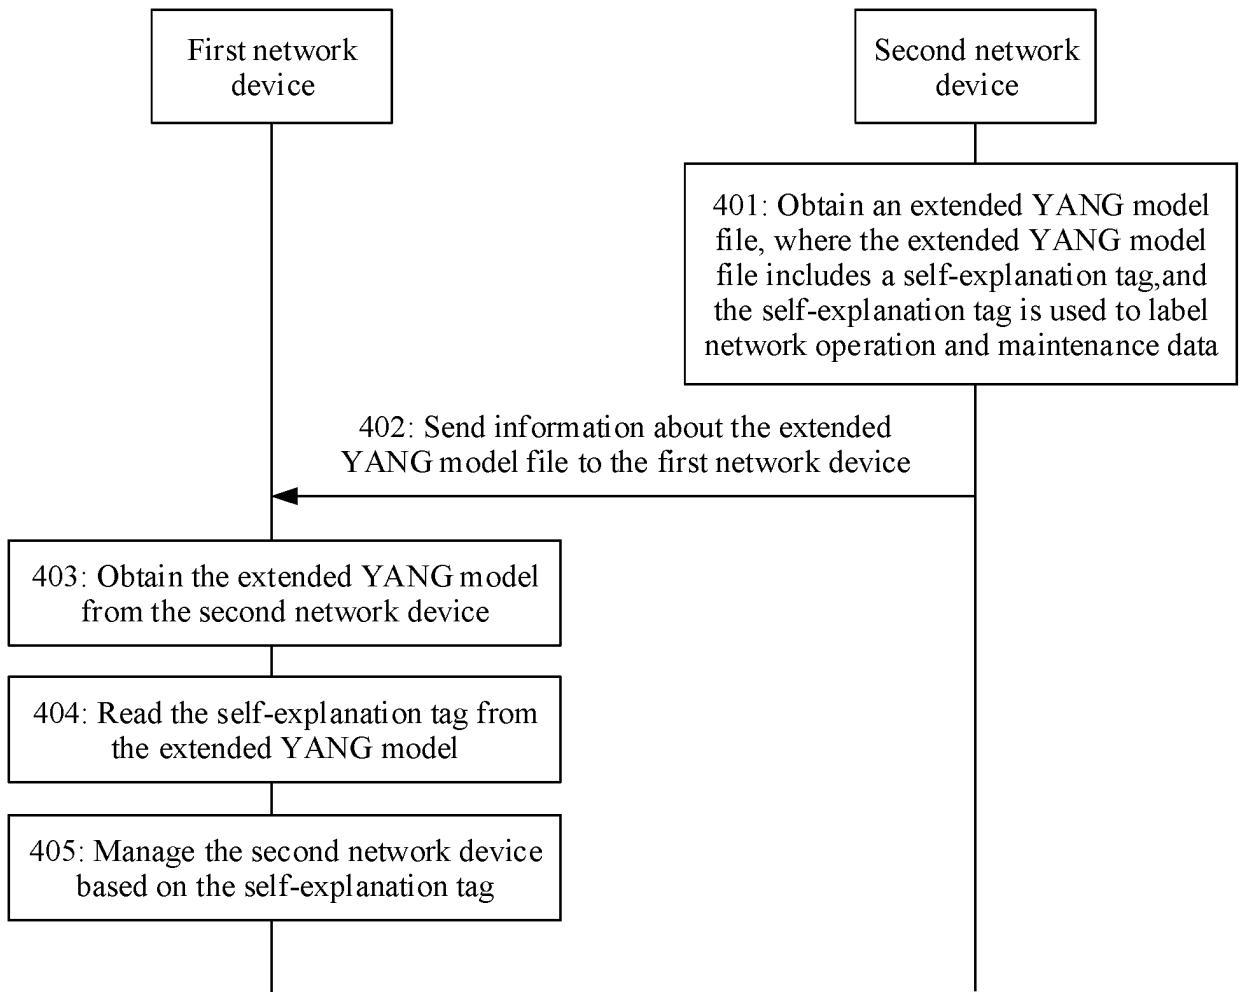 First network
device
Second network
device
401: Obtain an extended YANG model
file, where the extended YANG model
file includes a self-explanation tag,and
the self-explanation tag is used to label
network operation and maintenance data
402: Send information about the extended
YANG model file to the first network device
403: Obtain the extended YANG model
from the second network device
404: Read the self-explanation tag from
the extended YANG model
405: Manage the second network device
based on the self-explanation tag